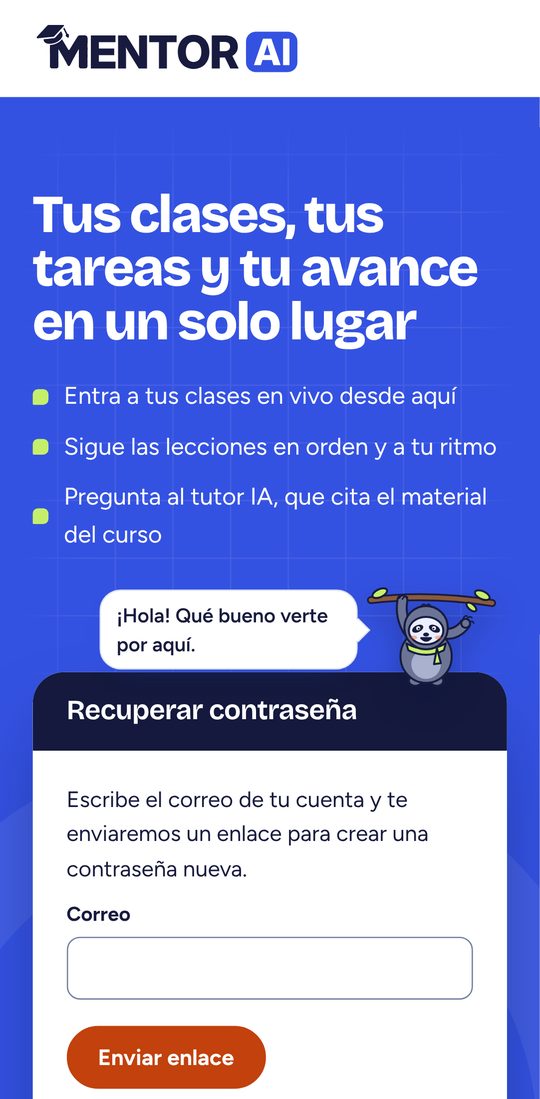 MENTOR AI
Tus clases, tus
tareas y tu avance
en un solo lugar
Entra a tus clases en vivo desde aquí
Sigue las lecciones en orden y a tu ritmo
Pregunta al tutor IA, que cita el material
del curso
¡Hola! Qué bueno verte
por aquí.
Recuperar contraseña
Escribe el correo de tu cuenta y te
enviaremos un enlace para crear una
contraseña nueva.
Correo
Enviar enlace